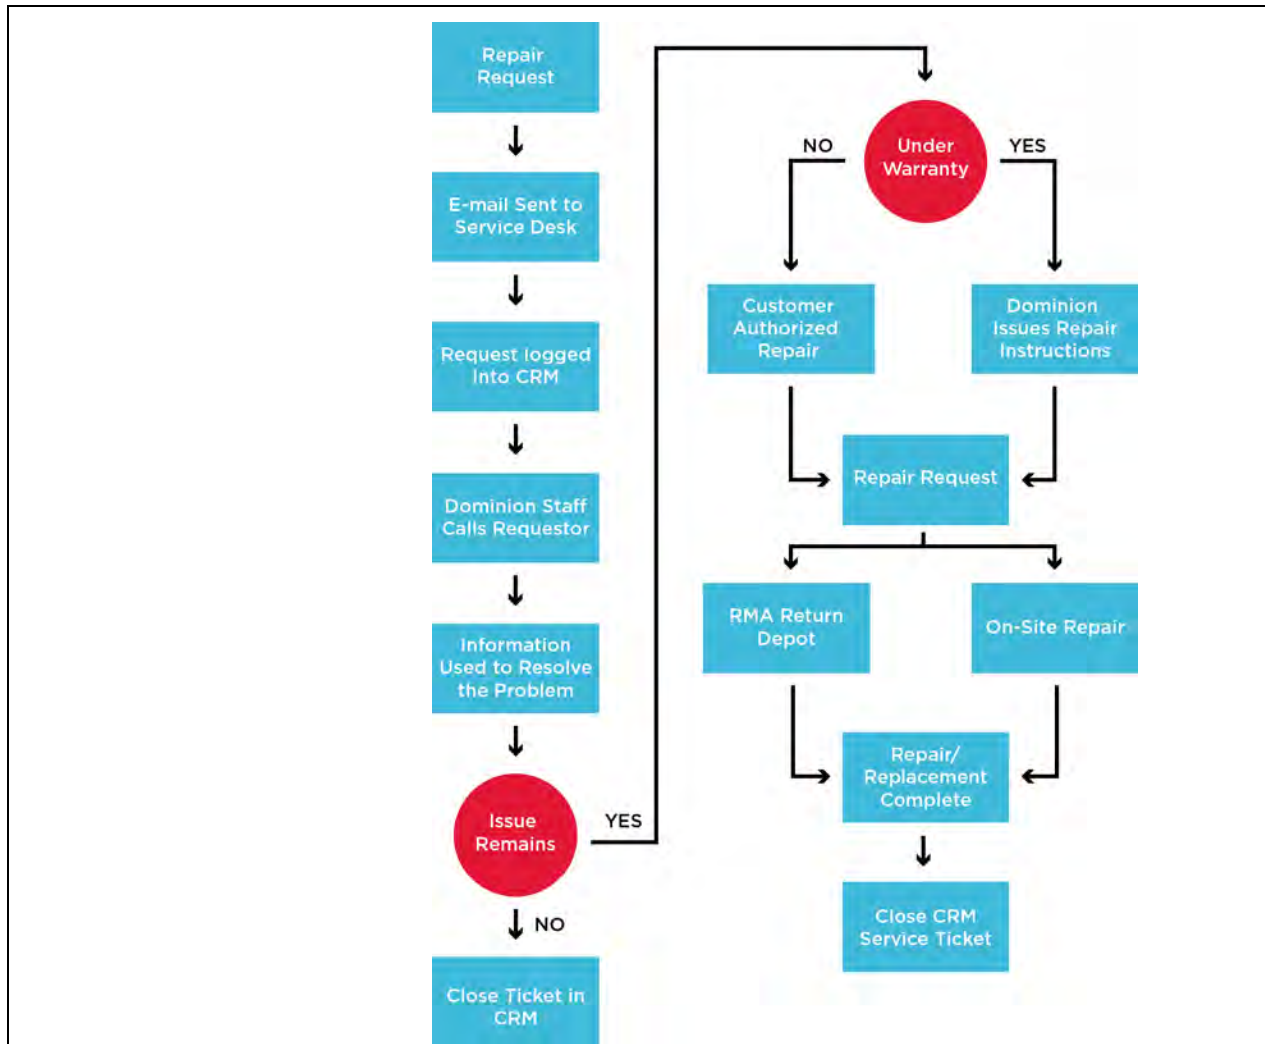 Repair
Request
E-mail Sent to
Service Desk
Request logged
Into CRM
Dominion Staff
Calls Requestor
Information
Used to Resolve
the Problem
Issue
Remains
YES
NO
Close Ticket in
CRM
Under
Warranty
NO
YES
Customer
Authorized
Repair
Dominion
Issues Repair
Instructions
Repair Request
RMA Return
Depot
On-Site Repair
Repair/
Replacement
Complete
Close CRM
Service Ticket